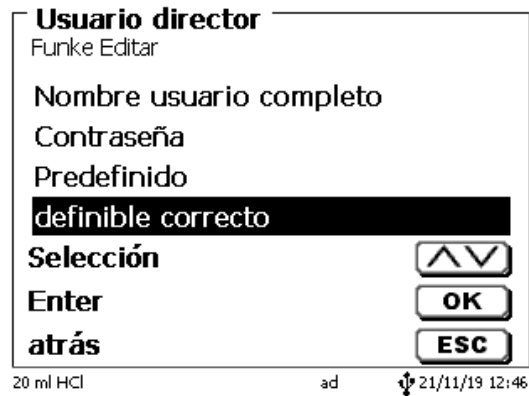 Usuario director
Funke Editar
Nombre usuario completo
Contraseña
Predefinido
definible correcto
Selección
Enter OK
atrás ESC
20 ml HCl ad 21/11/19 12:46